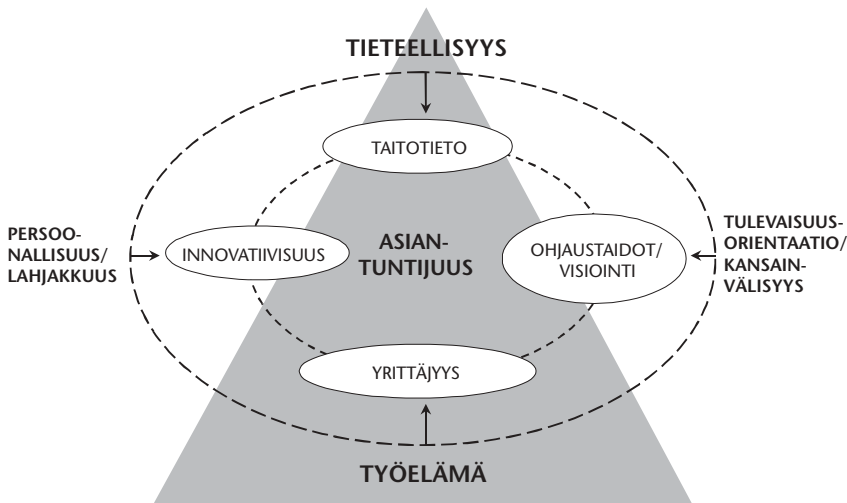 TIETEELLISYYS
TAITOTIETO
PERSOO-
NALLISUUS/
LAHJAKKUUS
INNOVATIIVISUUS
ASIAN-
TUNTIJUUS
OHJAUSTAIDOT/
VISIOINTI
TULEVAISUUS-
ORIENTAATIO/
KANSAIN-
VÄLISYYS
YRITTÄJYYS
TYÖELÄMÄ